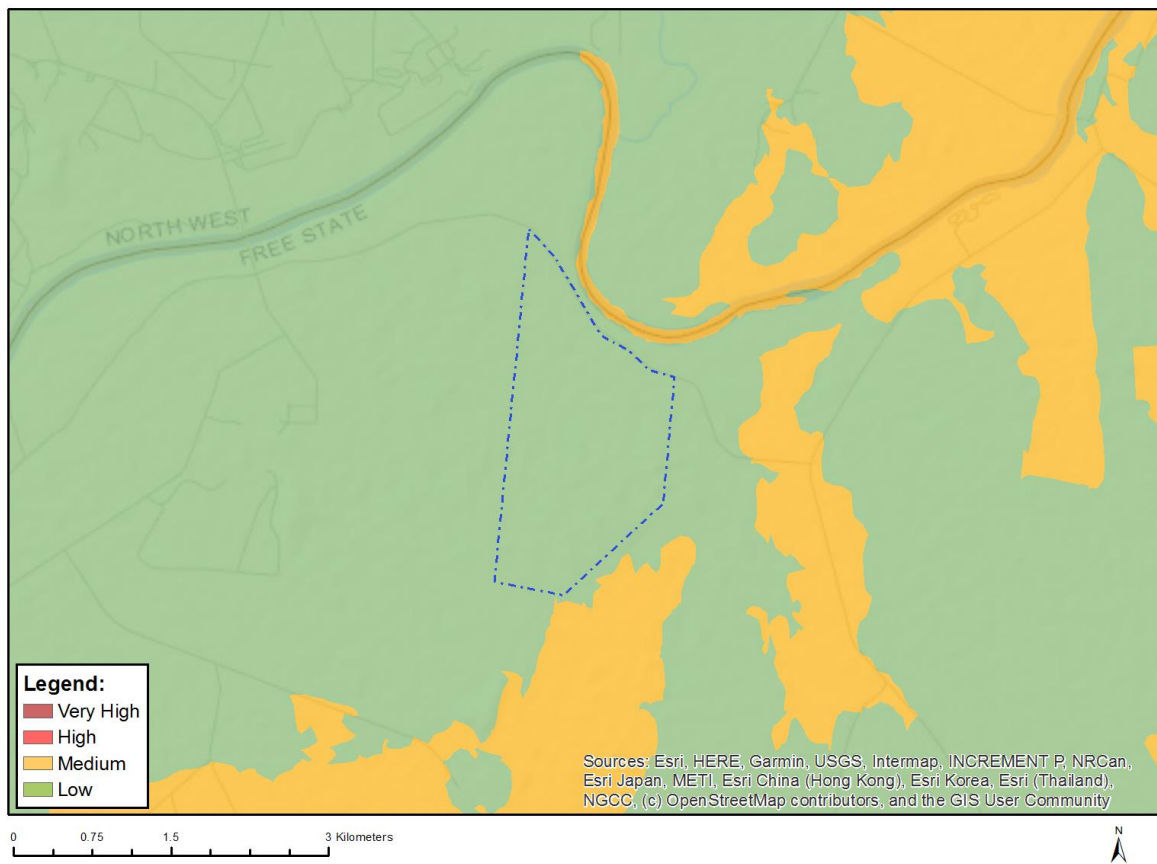 NORTH WEST
FREE STATE
Legend:
Very High
High
Medium
Low
Sources: Esri, HERE, Garmin, USGS, Intermap, INCREMENT P, NRCan,
Esri Japan, METI, Esri China (Hong Kong), Esri Korea, Esri (Thailand),
NGCC, (c) OpenStreetMap contributors, and the GIS User Community
0 0.75 1.5 3 Kilometers
N